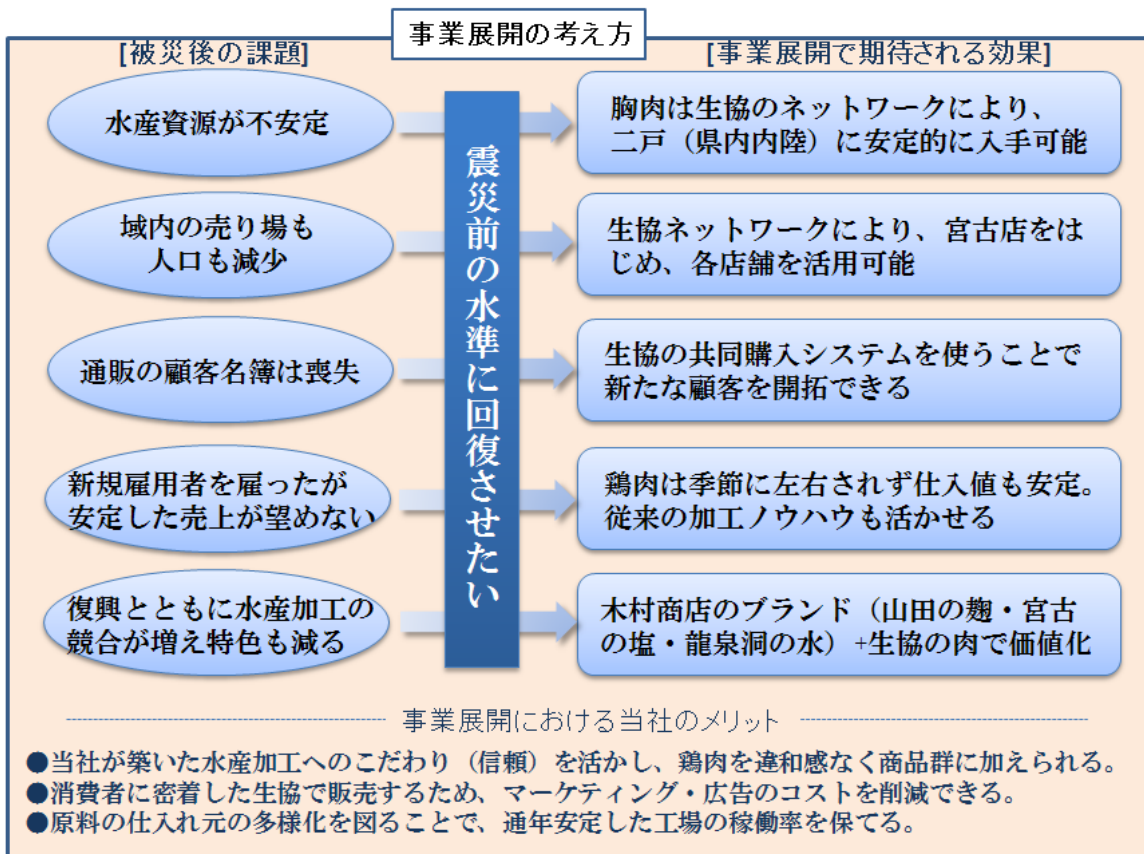 事業展開の考え方
[被災後の課題]
[事業展開で期待される効果]
水産資源が不安定
胸肉は生協のネットワークにより、
二戸（県内内陸）に安定的に入手可能
域内の売り場も
人口も減少
生協ネットワークにより、宮古店をは
じめ、各店舗を活用可能
通販の顧客名簿は喪失
生協の共同購入システムを使うことで
新たな顧客を開拓できる
新規雇用者を雇ったが
安定した売上が望めない
鶏肉は季節に左右されず仕入値も安定。
従来の加工ノウハウも活かせる
復興とともに水産加工の
競合が増え特色も減る
木村商店のブランド（山田の麹・宮古
の塩・龍泉洞の水）+生協の肉で価値化
震災前の水準に回復させたい
事業展開における当社のメリット
●当社が築いた水産加工へのこだわり（信頼）を活かし、鶏肉を違和感なく商品群に加えられる。
●消費者に密着した生協で販売するため、マーケティング・広告のコストを削減できる。
●原料の仕入れ元の多様化を図ることで、通年安定した工場の稼働率を保てる。